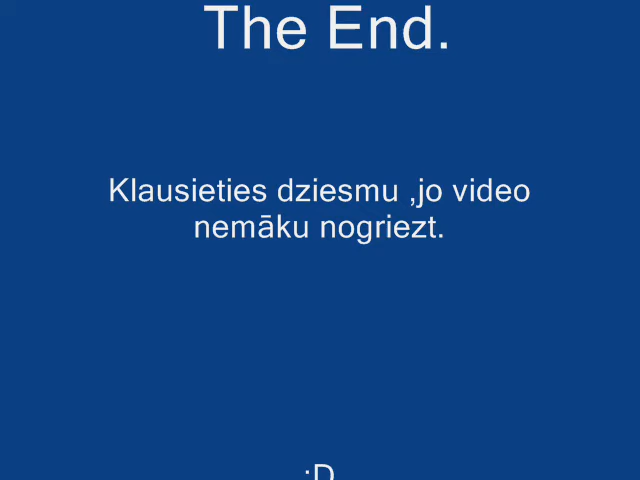 The End.
Klausieties dziesmu ,jo video
nemāku nogriezt.
:D